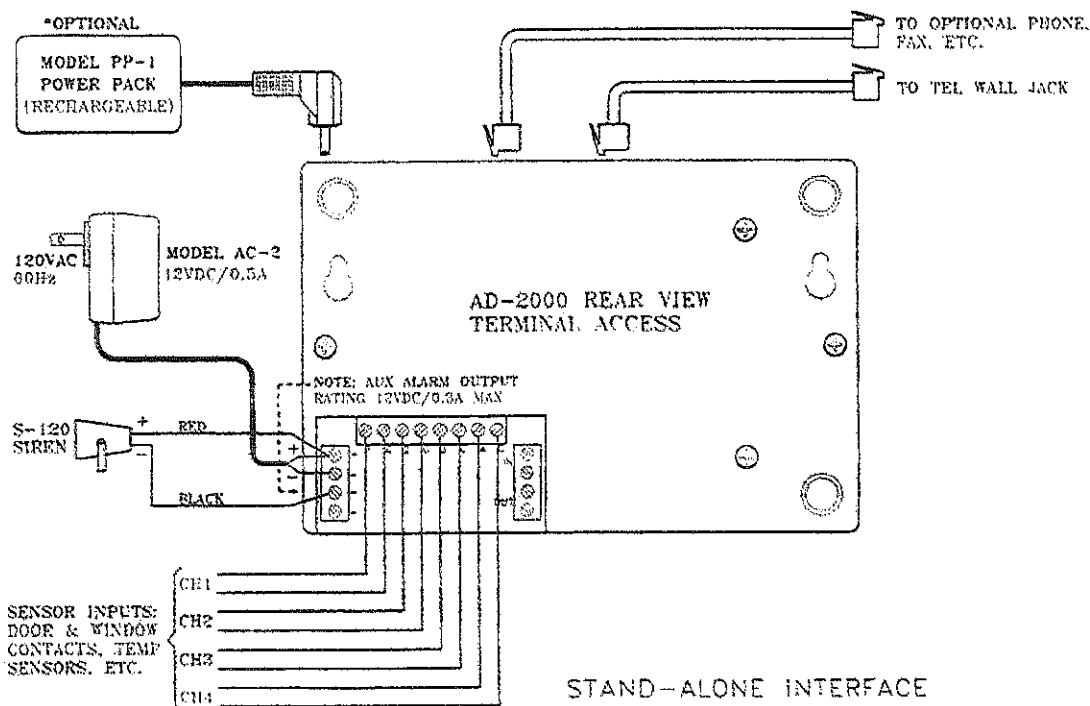 *OPTIONAL
MODEL PP-1
POWER PACK
(RECHARGEABLE)
TO OPTIONAL PHONE,
FAX, ETC.
TO TEL WALL JACK
120VAC
60Hz
MODEL AC-2
12VDC/0.5A
AD-2000 REAR VIEW
TERMINAL ACCESS
NOTE: AUX ALARM OUTPUT
RATING 12VDC/0.3A MAX
S-120
SIREN
+
-
RED
BLACK
+
-
CH1
CH2
CH3
CH4
SENSOR INPUTS:
DOOR & WINDOW
CONTACTS, TEMP
SENSORS, ETC.
STAND-ALONE INTERFACE